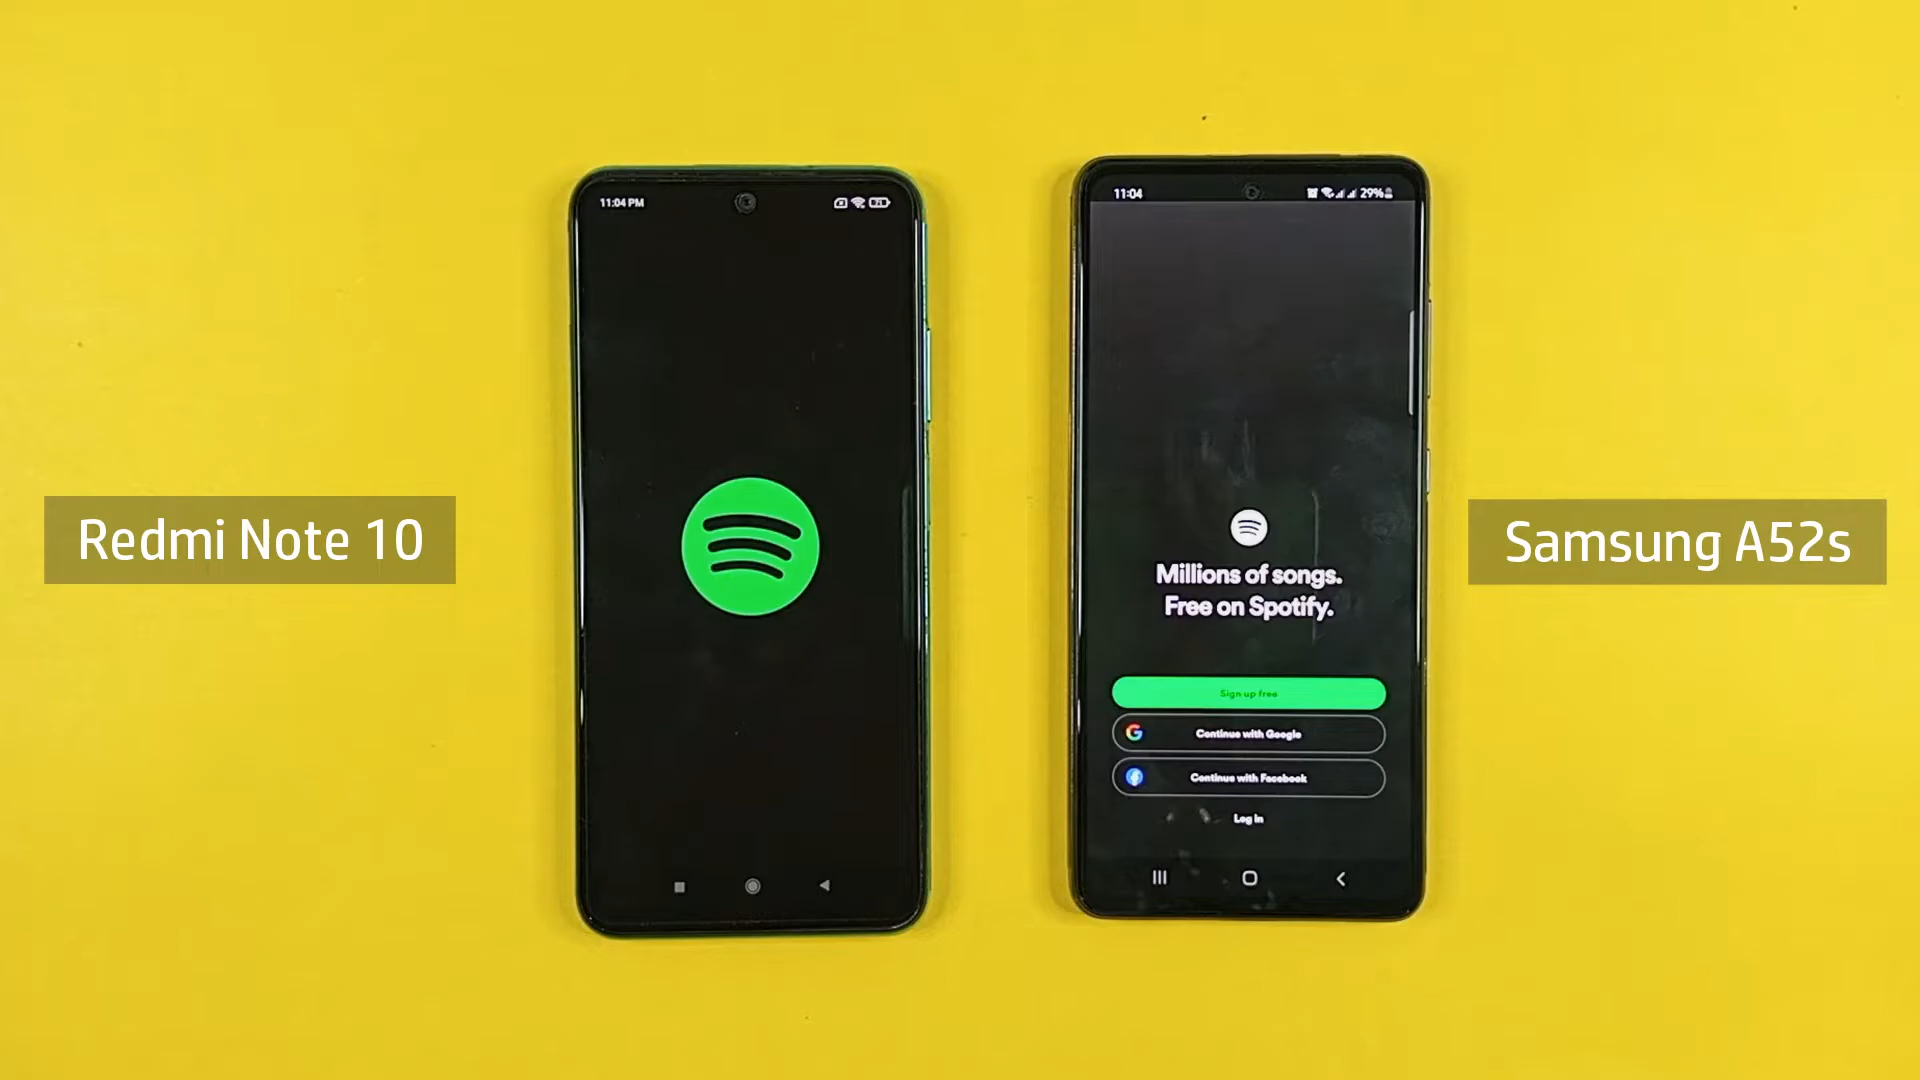 11:04 PM
11:04
29%
Redmi Note 10
Samsung A52s
Millions of songs.
Free on Spotify.
Sign up free
Continue with Google
Continue with Facebook
Log in